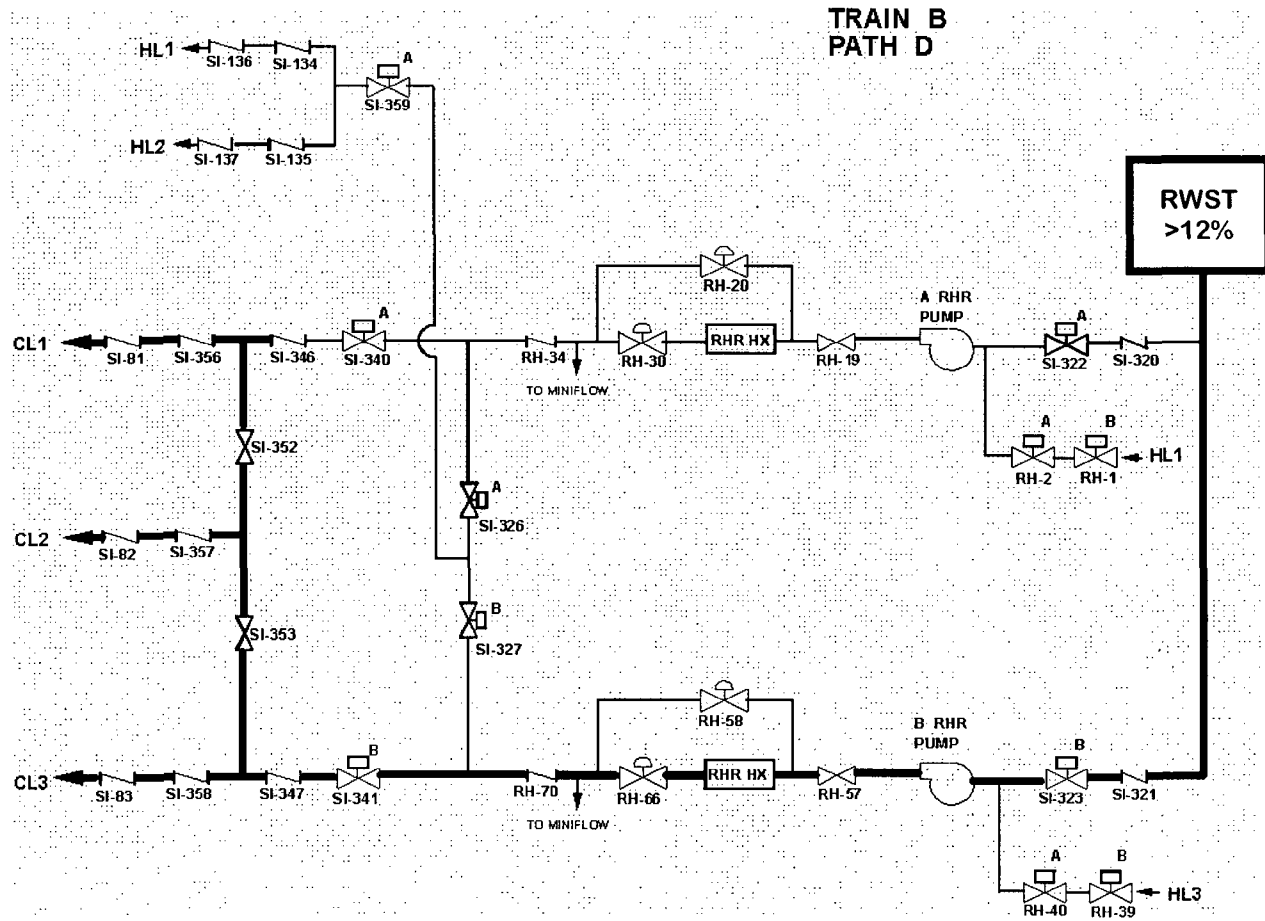 TRAIN B
PATH D
HL1
SI-136
SI-134
A
SI-359
HL2
SI-137
SI-135
RWST
>12%
RH-20
A RHR
PUMP
CL1
SI-81
SI-356
SI-346
A
SI-340
RH-34
RH-30
RHR HX
RH-19
A
SI-322
SI-320
TO MINIFLOW
SI-352
A
RH-2
B
RH-1
HL1
A
SI-326
CL2
SI-82
SI-357
B
SI-327
SI-353
RH-58
B RHR
PUMP
CL3
SI-83
SI-358
SI-347
B
SI-341
RH-70
RH-66
RHR HX
RH-57
B
SI-323
SI-321
TO MINIFLOW
A
RH-40
B
RH-39
HL3